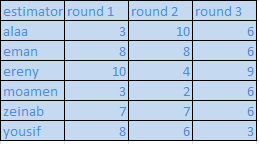 estimator round 1 round 2 round 3
alaa 3 10 6
eman 8 8 6
ereny 10 4 9
moamen 3 2 6
zeinab 7 7 6
yousif 8 6 3